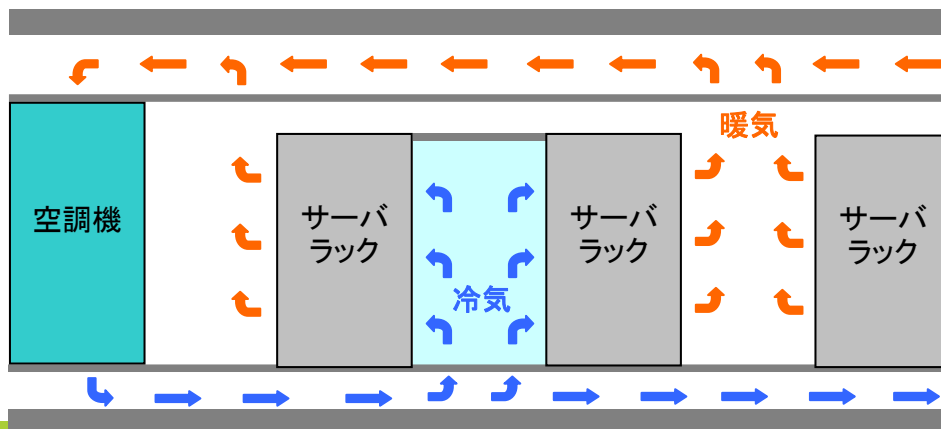 暖気
空調機
サーバ
ラック
サーバ
ラック
サーバ
ラック
冷気